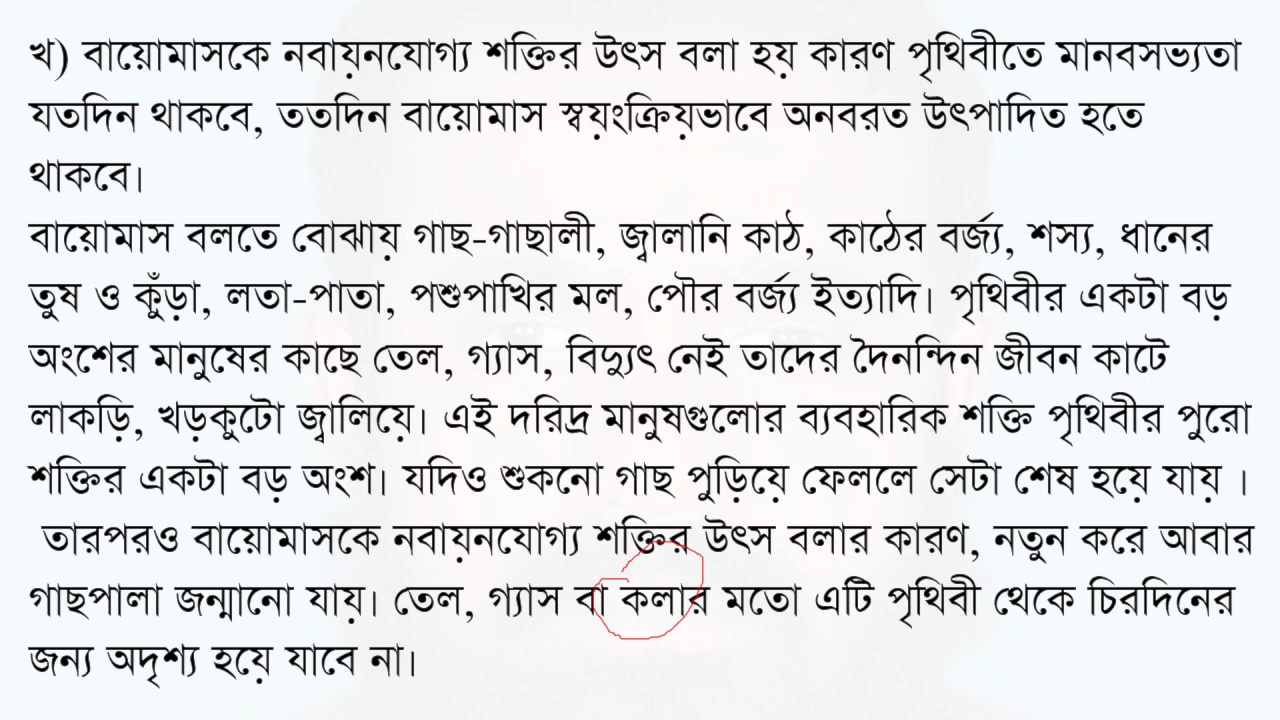 খ) বায়োমাসকে নবায়নযোগ্য শক্তির উৎস বলা হয় কারণ পৃথিবীতে মানবসভ্যতা
যতদিন থাকবে, ততদিন বায়োমাস স্বয়ংক্রিয়ভাবে অনবরত উৎপাদিত হতে
থাকবে।
বায়োমাস বলতে বোঝায় গাছ-গাছালী, জ্বালানি কাঠ, কাঠের বর্জ্য, শস্য, ধানের
তুষ ও কুঁড়া, লতা-পাতা, পশুপাখির মল, পৌর বর্জ্য ইত্যাদি। পৃথিবীর একটা বড়
অংশের মানুষের কাছে তেল, গ্যাস, বিদ্যুৎ নেই তাদের দৈনন্দিন জীবন কাটে
লাকড়ি, খড়কুটো জ্বালিয়ে। এই দরিদ্র মানুষগুলোর ব্যবহারিক শক্তি পৃথিবীর পুরো
শক্তির একটা বড় অংশ। যদিও শুকনো গাছ পুড়িয়ে ফেললে সেটা শেষ হয়ে যায় ।
তারপরও বায়োমাসকে নবায়নযোগ্য শক্তির উৎস বলার কারণ, নতুন করে আবার
গাছপালা জন্মানো যায়। তেল, গ্যাস বা কলার মতো এটি পৃথিবী থেকে চিরদিনের
জন্য অদৃশ্য হয়ে যাবে না।